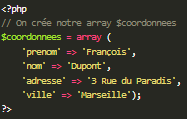 <?php
// On crée notre array $coordonnees
$coordonnees = array (
'prenom' => 'François',
'nom' => 'Dupont',
'adresse' => '3 Rue du Paradis',
'ville' => 'Marseille');
?>